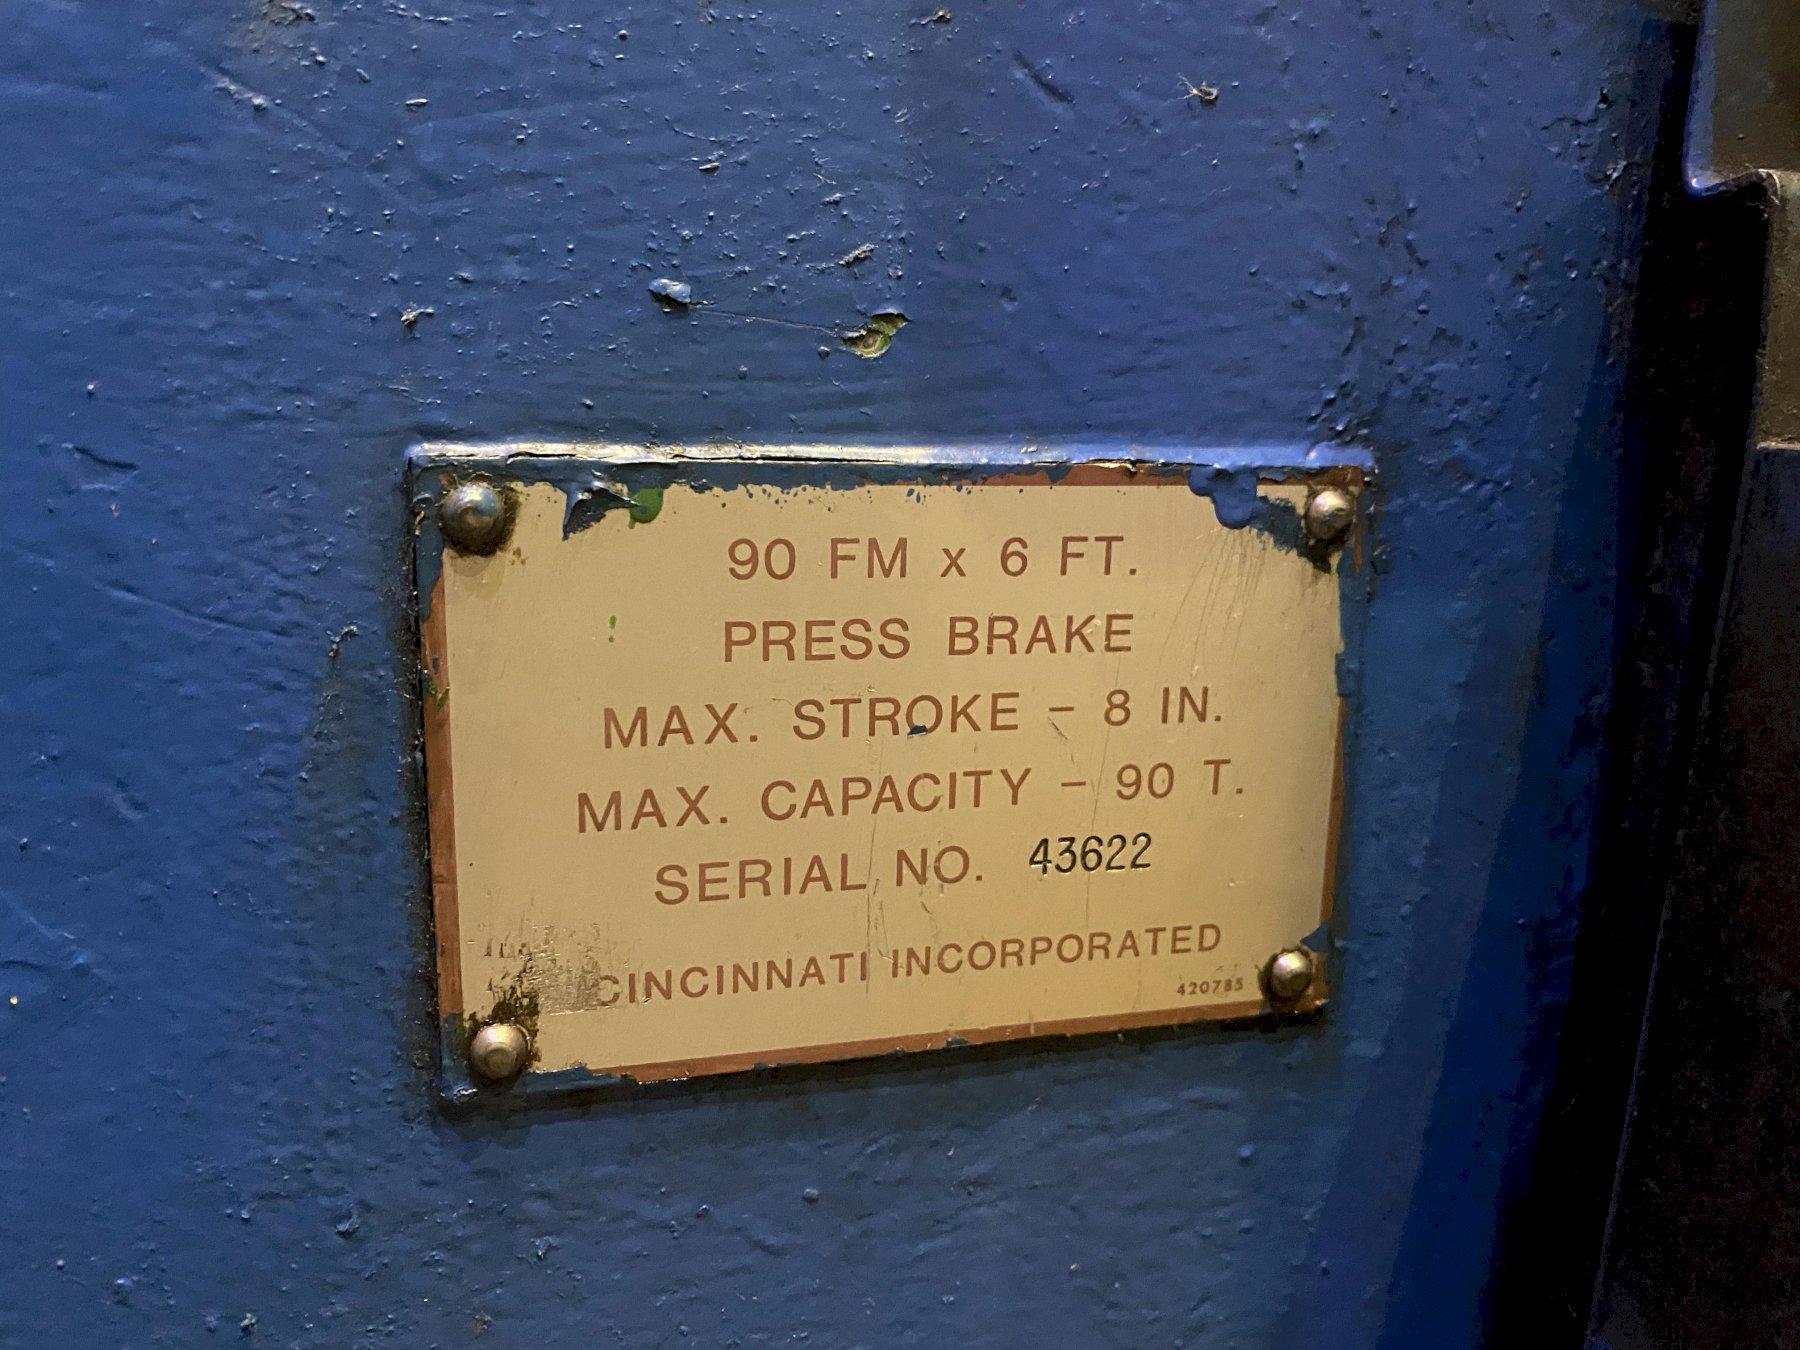 90 FM x 6 FT.
PRESS BRAKE
MAX. STROKE - 8 IN.
MAX. CAPACITY - 90 T.
SERIAL NO. 43622
CINCINNATI INCORPORATED
420785